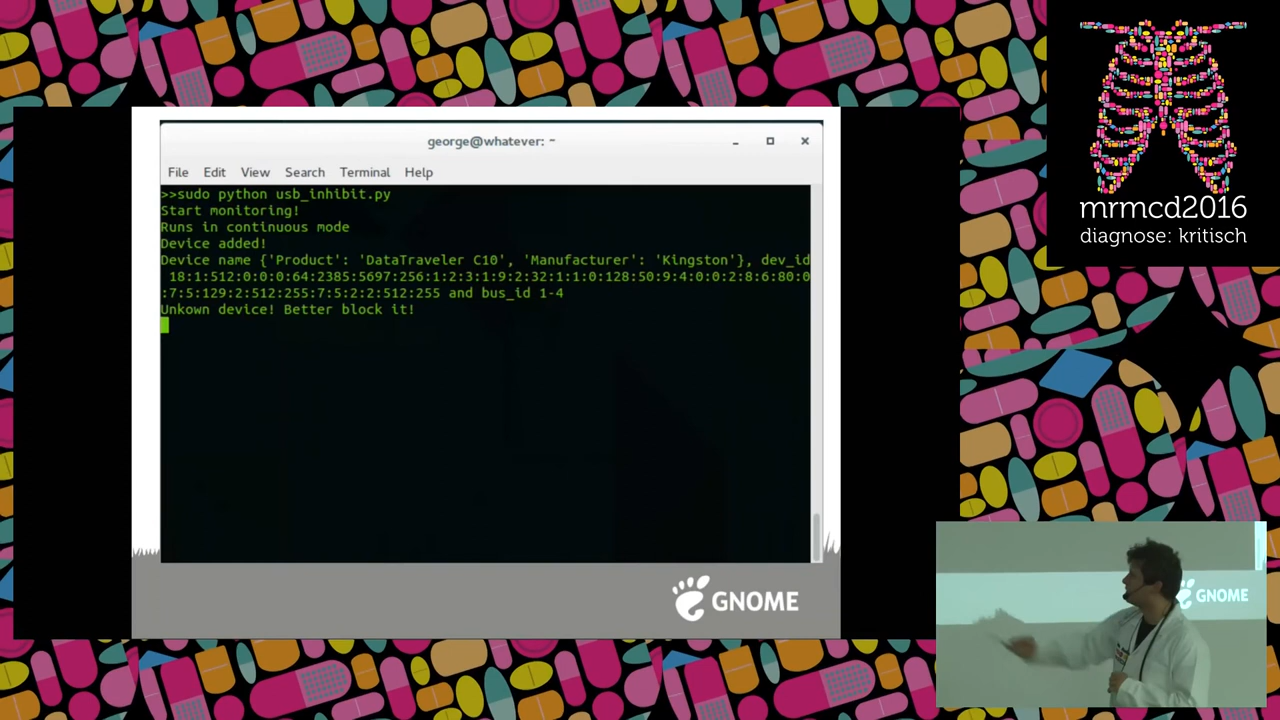 george@whatever: ~
File Edit View Search Terminal Help
>>sudo python usb_inhibit.py
Start monitoring!
Runs in continuous mode
Device added!
Device name {'Product': 'DataTraveler C10', 'Manufacturer': 'Kingston'}, dev_id
18:1:512:0:0:0:64:2385:5697:256:1:2:3:1:9:2:32:1:1:0:128:50:9:4:0:0:2:8:6:80:0
:7:5:129:2:512:255:7:5:2:2:512:255 and bus_id 1-4
Unkown device! Better block it!
GNOME
mrmcd2016
diagnose: kritisch
GNOME